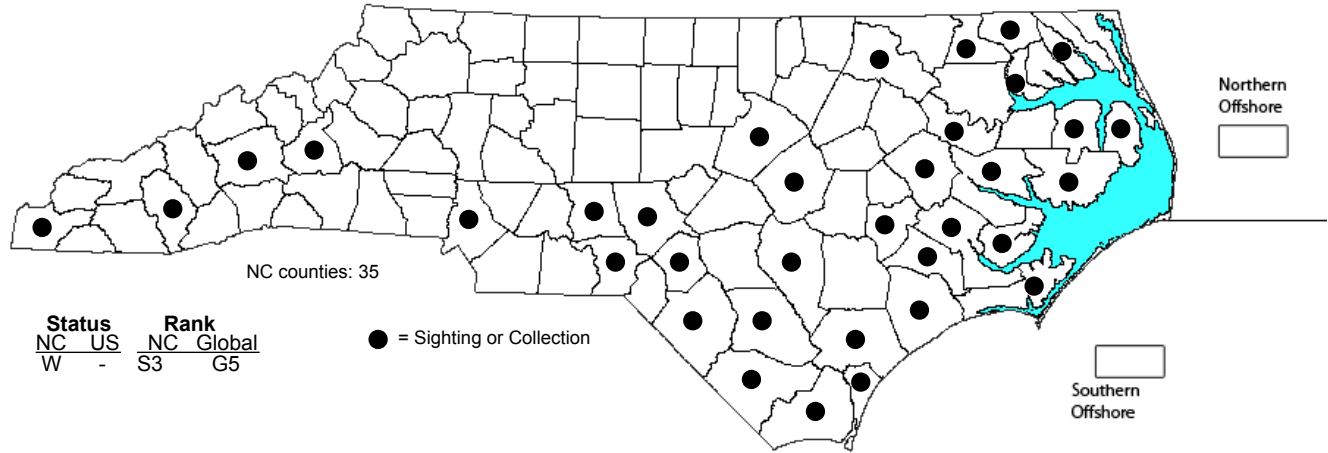 Northern
Offshore
NC counties: 35
Status Rank
NC US NC Global
W - S3 G5
= Sighting or Collection
Southern
Offshore